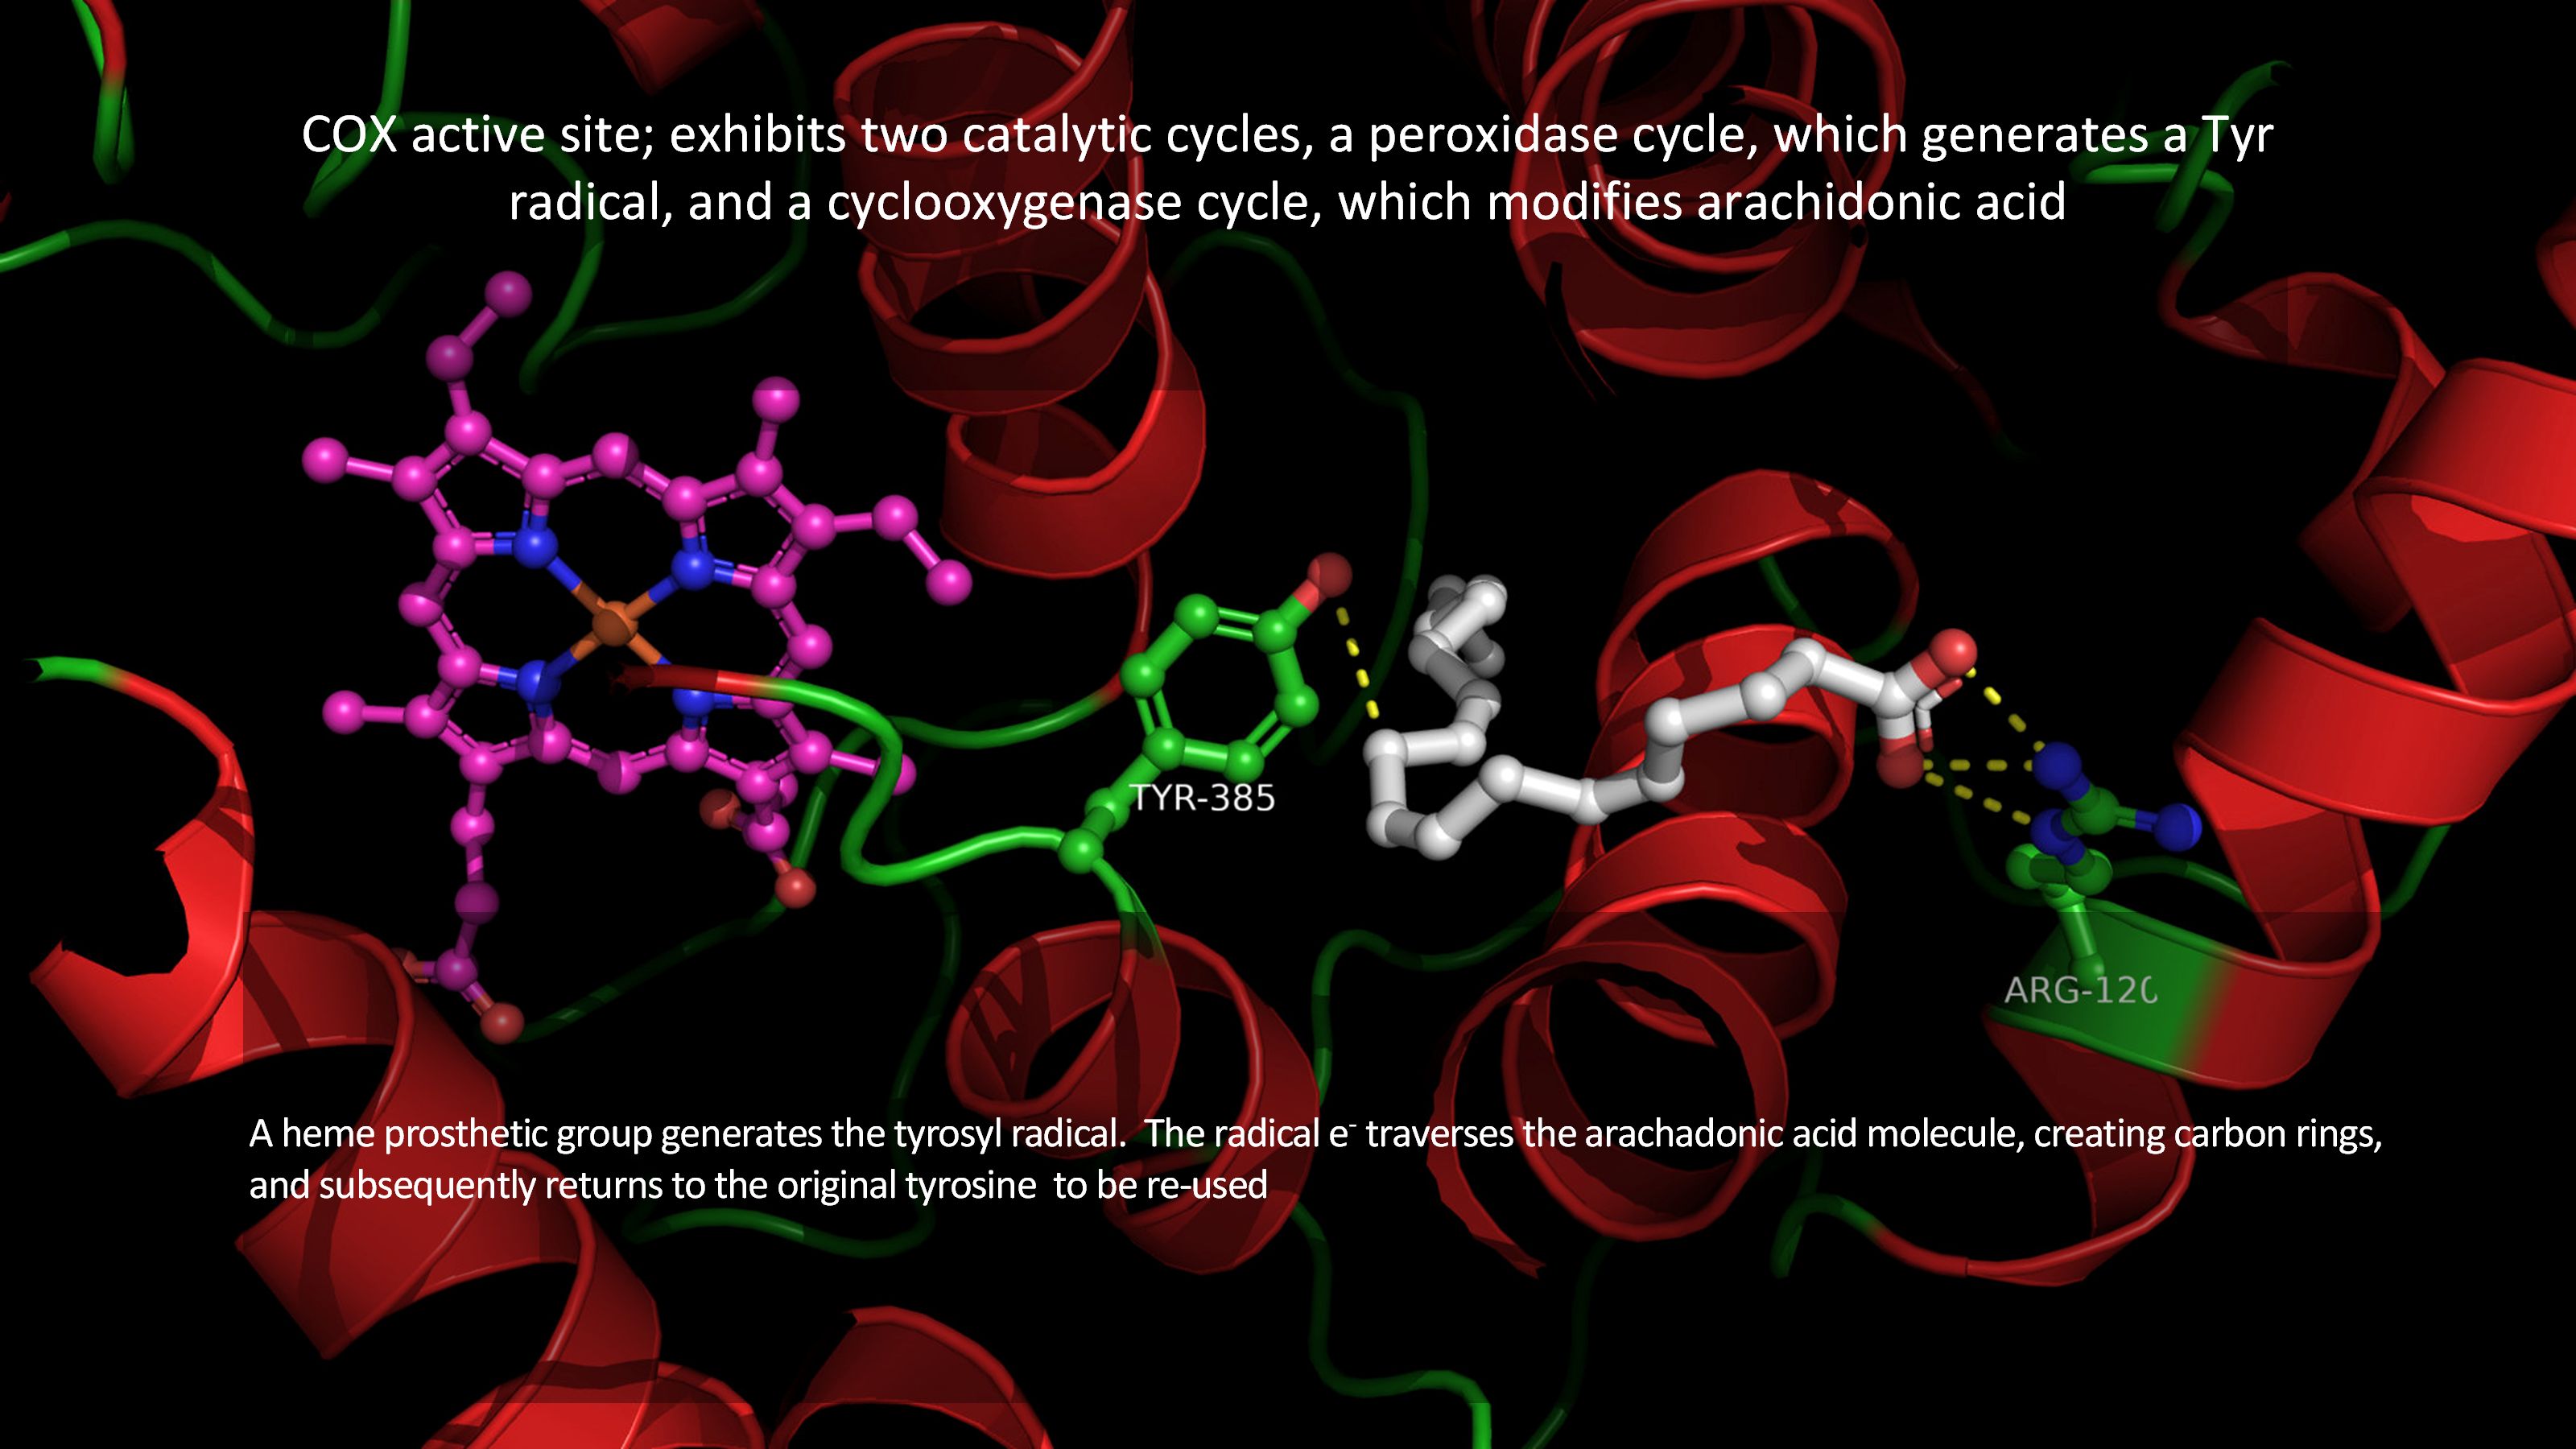 COX active site; exhibits two catalytic cycles, a peroxidase cycle, which generates a Tyr
radical, and a cyclooxygenase cycle, which modifies arachidonic acid
TYR-385
ARG-120
A heme prosthetic group generates the tyrosyl radical.  The radical e⁻ traverses the arachadonic acid molecule, creating carbon rings,
and subsequently returns to the original tyrosine  to be re-used